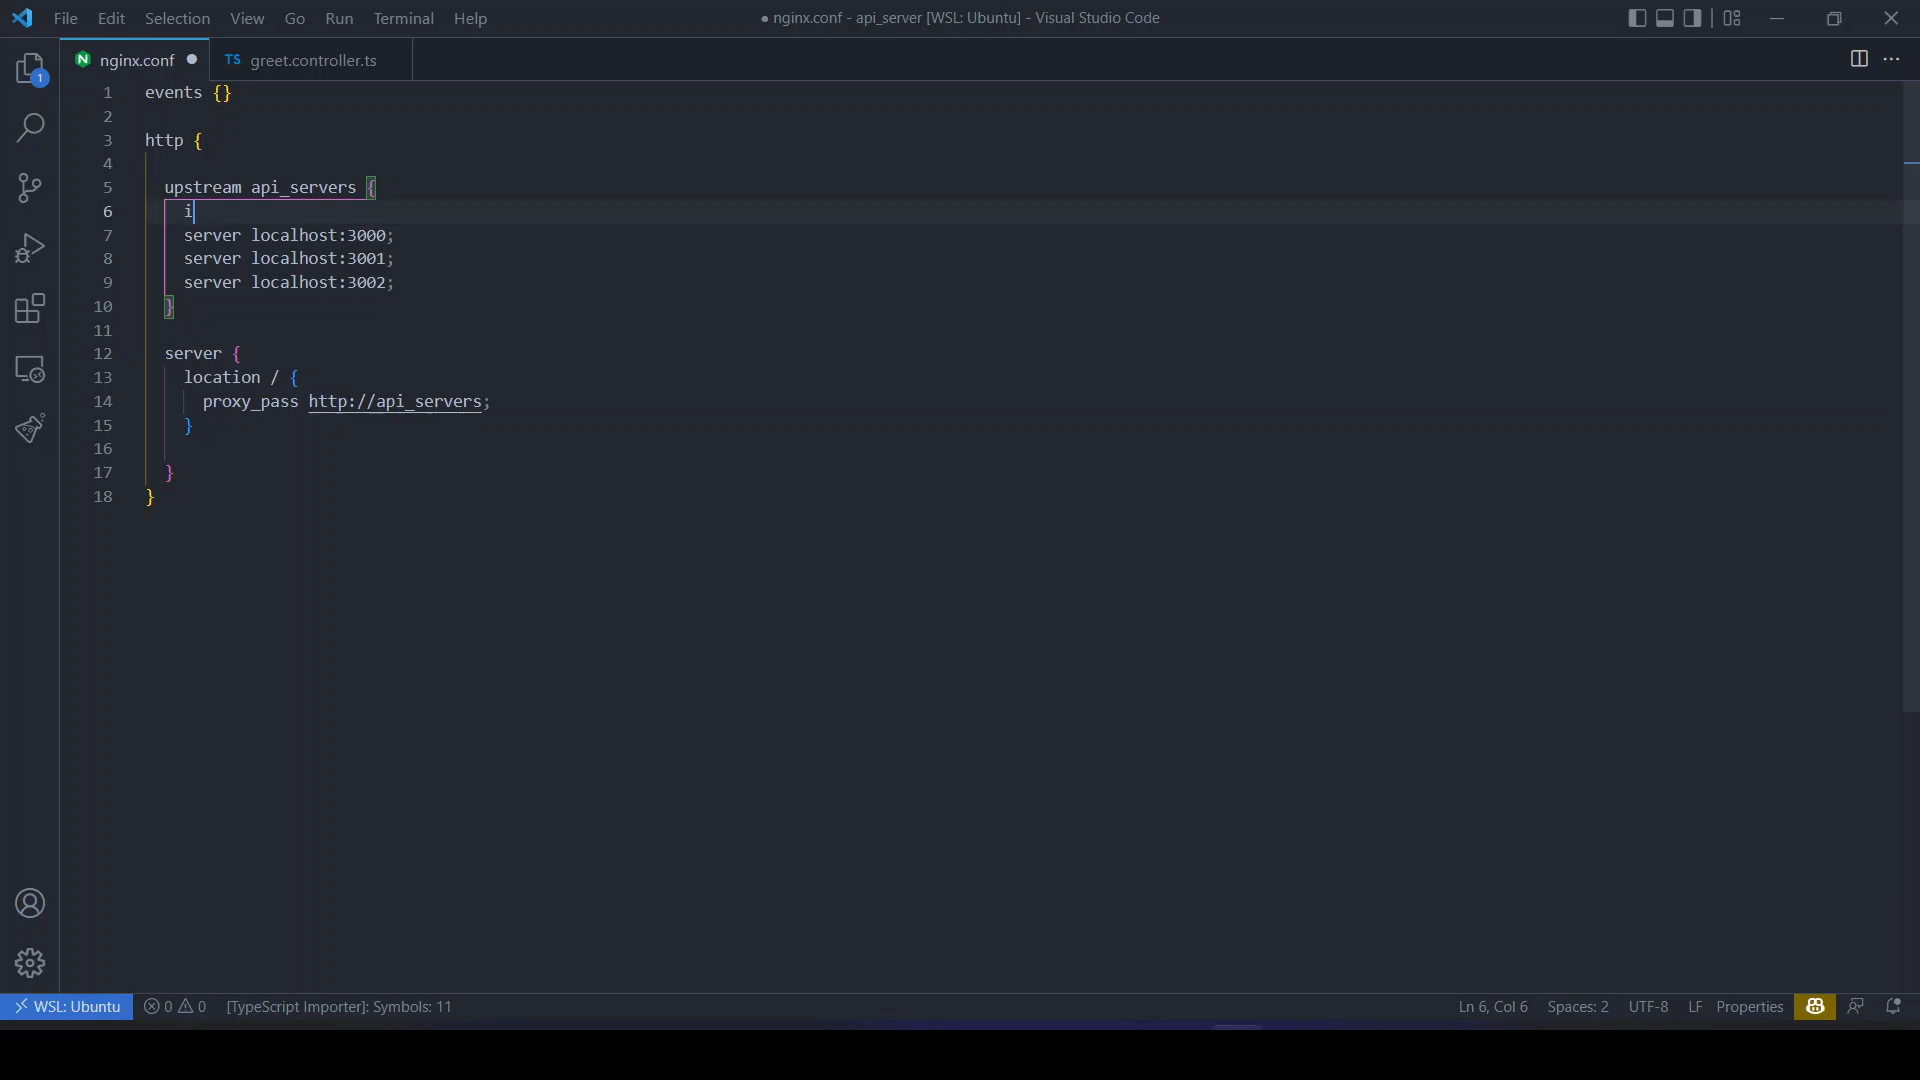 File Edit Selection View Go Run Terminal Help
● nginx.conf - api_server [WSL: Ubuntu] - Visual Studio Code
1
N nginx.conf ●
TS greet.controller.ts
1 events {}
2
3 http {
4
5 upstream api_servers {
6 i
7 server localhost:3000;
8 server localhost:3001;
9 server localhost:3002;
10 }
11
12 server {
13 location / {
14 proxy_pass http://api_servers;
15 }
16
17 }
18 }
WSL: Ubuntu 0 0 [TypeScript Importer]: Symbols: 11 Ln 6, Col 6 Spaces: 2 UTF-8 LF Properties